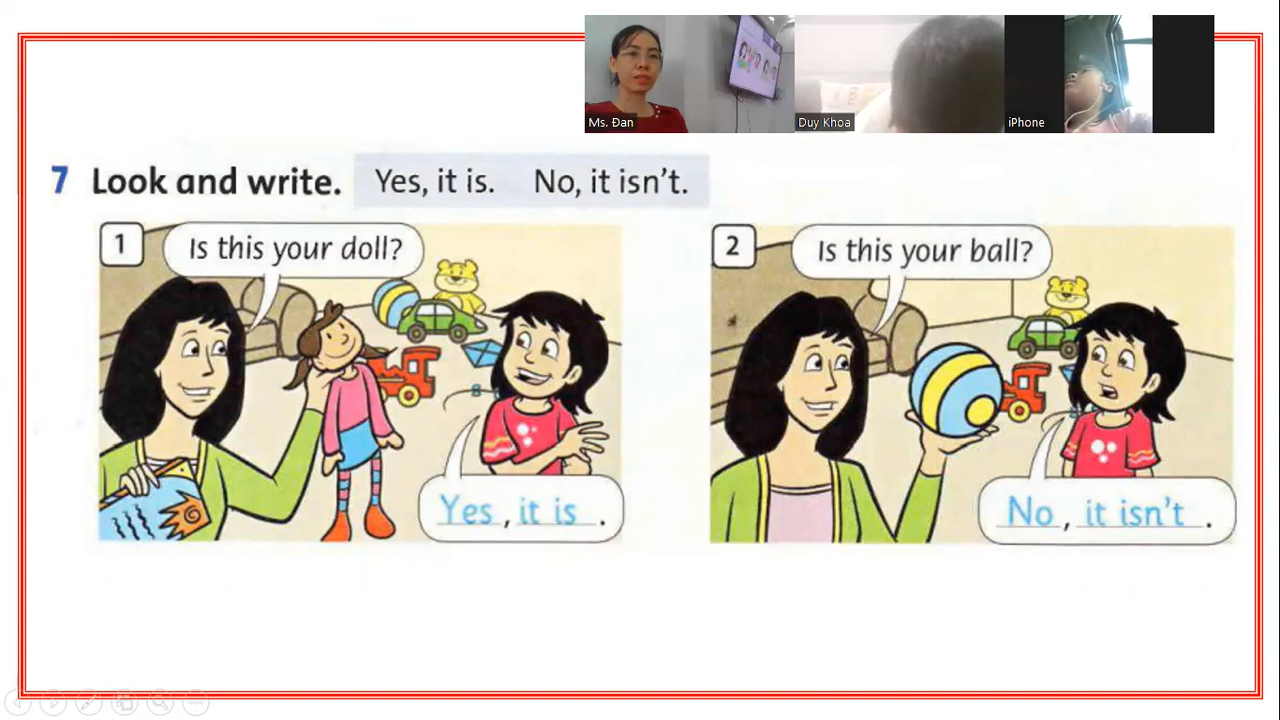 Ms. Đan
Duy Khoa
iPhone
7 Look and write. Yes, it is. No, it isn't.
1
Is this your doll?
Yes, it is.
2
Is this your ball?
No, it isn't.